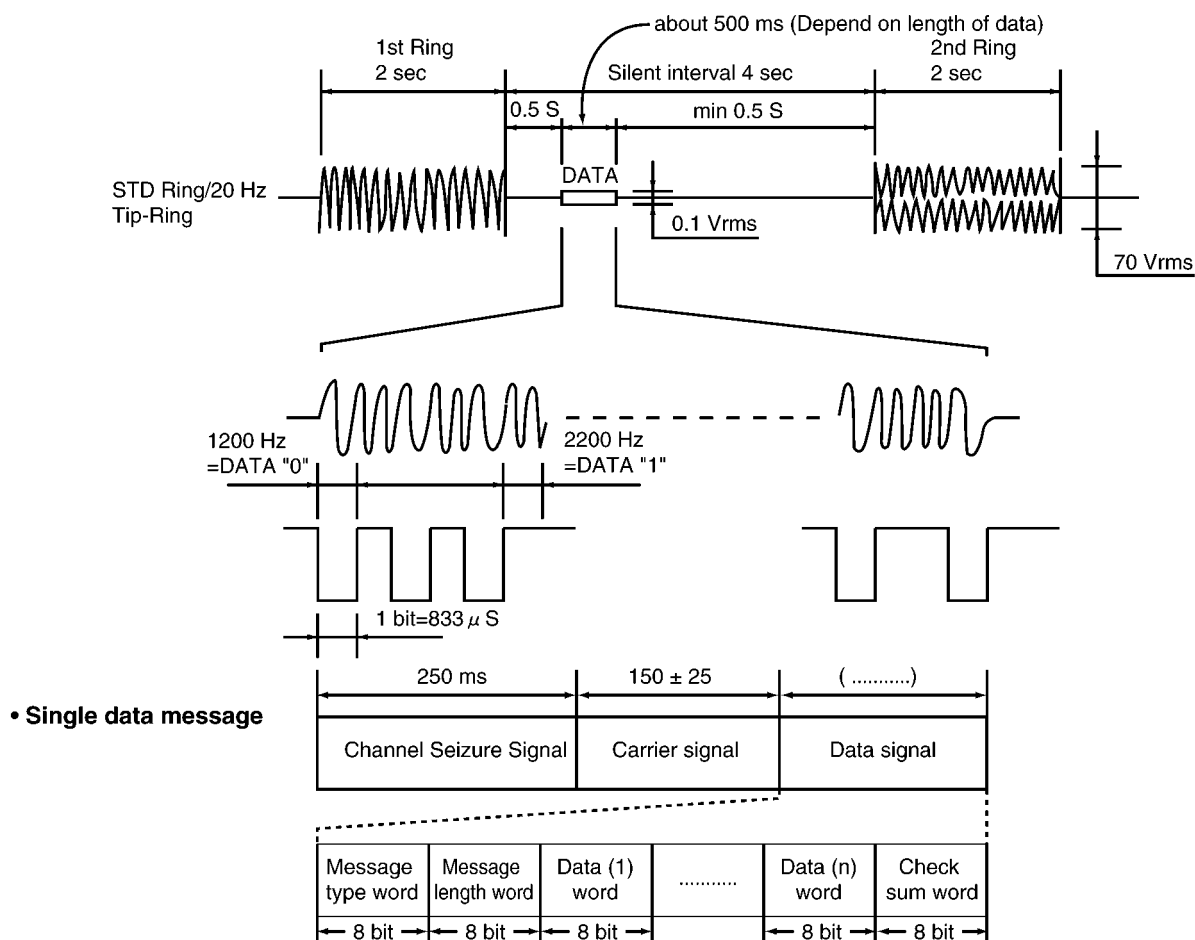 about 500 ms (Depend on length of data)
1st Ring
2 sec
Silent interval 4 sec
2nd Ring
2 sec
0.5 S
min 0.5 S
STD Ring/20 Hz
Tip-Ring
DATA
0.1 Vrms
70 Vrms
1200 Hz
=DATA "0"
2200 Hz
=DATA "1"
1 bit=833 μ S
• Single data message
250 ms
150 ± 25
( ...........)
Channel Seizure Signal
Carrier signal
Data signal
Message
type word
Message
length word
Data (1)
word
...........
Data (n)
word
Check
sum word
8 bit
8 bit
8 bit
8 bit
8 bit